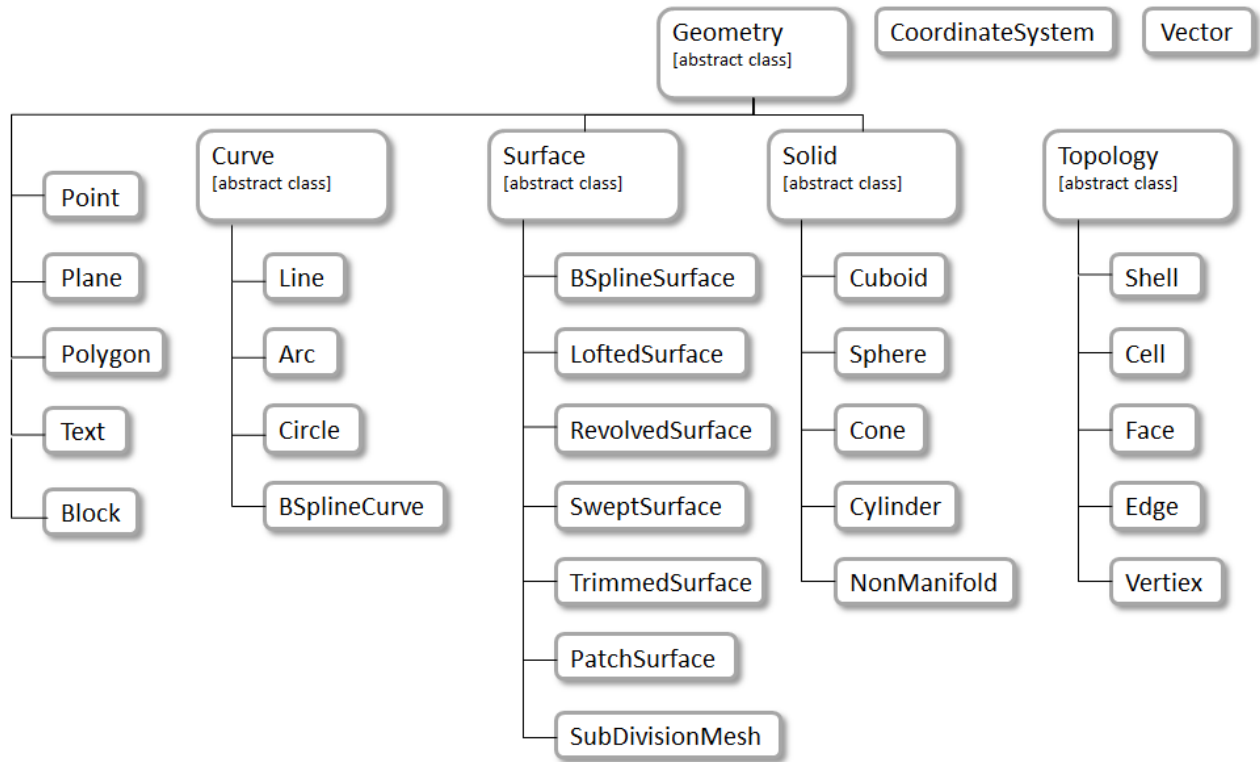 Geometry
[abstract class]
CoordinateSystem
Vector
Curve
[abstract class]
Surface
[abstract class]
Solid
[abstract class]
Topology
[abstract class]
Point
Plane
Polygon
Text
Block
Line
Arc
Circle
BSplineCurve
BSplineSurface
LoftedSurface
RevolvedSurface
SweptSurface
TrimmedSurface
PatchSurface
SubDivisionMesh
Cuboid
Sphere
Cone
Cylinder
NonManifold
Shell
Cell
Face
Edge
Vertiex